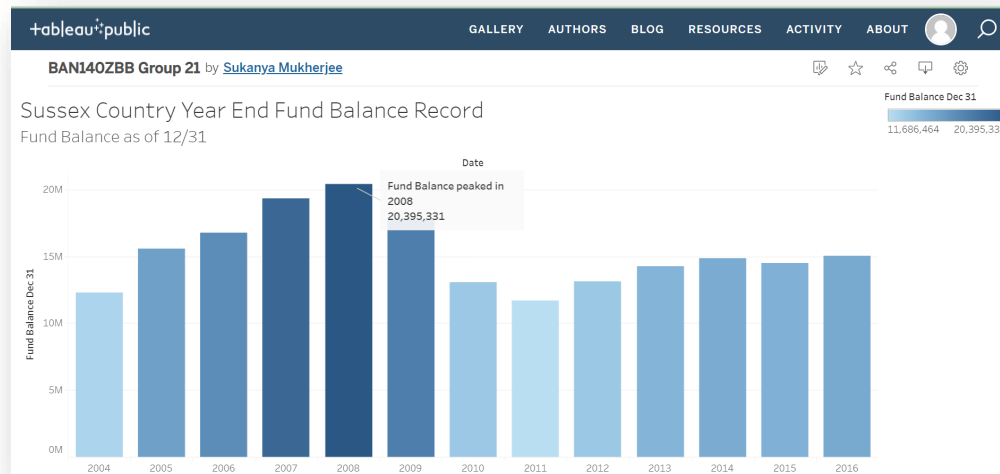 +ableau+public
GALLERY AUTHORS BLOG RESOURCES ACTIVITY ABOUT
BAN140ZBB Group 21 by Sukanya Mukherjee
Sussex Country Year End Fund Balance Record
Fund Balance as of 12/31
Fund Balance Dec 31
11,686,464 20,395,33
Date
Fund Balance peaked in
2008
20,395,331
Fund Balance Dec 31
20M
15M
10M
5M
0M
2004 2005 2006 2007 2008 2009 2010 2011 2012 2013 2014 2015 2016